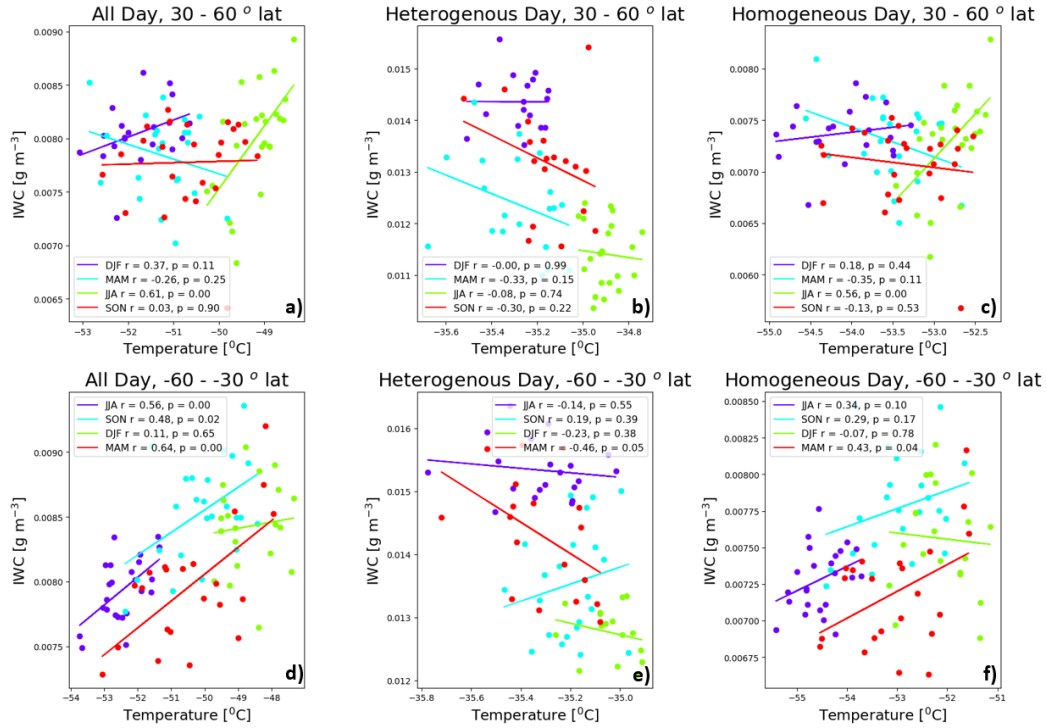 All Day, 30 - 60 ° lat
0.0090
0.0085
0.0080
0.0075
0.0070
0.0065
IWC [g m⁻³]
DJF r = 0.37, p = 0.11
MAM r = -0.26, p = 0.25
JJA r = 0.61, p = 0.00
SON r = 0.03, p = 0.90
a)
−53 −52 −51 −50 −49
Temperature [⁰C]
Heterogenous Day, 30 - 60 ° lat
0.015
0.014
0.013
0.012
0.011
IWC [g m⁻³]
DJF r = -0.00, p = 0.99
MAM r = -0.33, p = 0.15
JJA r = -0.08, p = 0.74
SON r = -0.30, p = 0.22
b)
−35.6 −35.4 −35.2 −35.0 −34.8
Temperature [⁰C]
Homogeneous Day, 30 - 60 ° lat
0.0080
0.0075
0.0070
0.0065
0.0060
IWC [g m⁻³]
DJF r = 0.18, p = 0.44
MAM r = -0.35, p = 0.11
JJA r = 0.56, p = 0.00
SON r = -0.13, p = 0.53
c)
−55.0 −54.5 −54.0 −53.5 −53.0 −52.5
Temperature [⁰C]
All Day, -60 - -30 ° lat
JJA r = 0.56, p = 0.00
SON r = 0.48, p = 0.02
DJF r = 0.11, p = 0.65
MAM r = 0.64, p = 0.00
0.0090
0.0085
0.0080
0.0075
IWC [g m⁻³]
d)
−54 −53 −52 −51 −50 −49 −48
Temperature [⁰C]
Heterogenous Day, -60 - -30 ° lat
JJA r = -0.14, p = 0.55
SON r = 0.19, p = 0.39
DJF r = -0.23, p = 0.38
MAM r = -0.46, p = 0.05
0.016
0.015
0.014
0.013
0.012
IWC [g m⁻³]
e)
−35.8 −35.6 −35.4 −35.2 −35.0
Temperature [⁰C]
Homogeneous Day, -60 - -30 ° lat
JJA r = 0.34, p = 0.10
SON r = 0.29, p = 0.17
DJF r = -0.07, p = 0.78
MAM r = 0.43, p = 0.04
0.00850
0.00825
0.00800
0.00775
0.00750
0.00725
0.00700
0.00675
IWC [g m⁻³]
f)
−55 −54 −53 −52 −51
Temperature [⁰C]